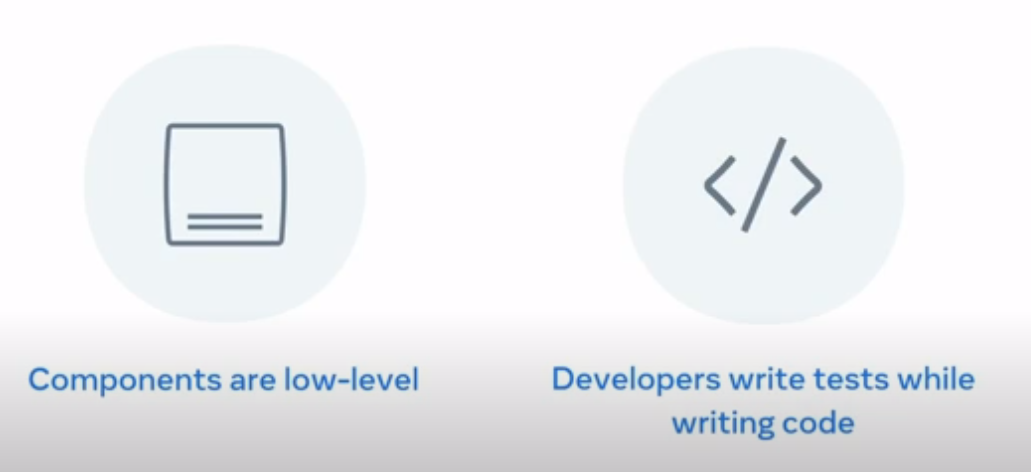 Components are low-level
Developers write tests while
writing code